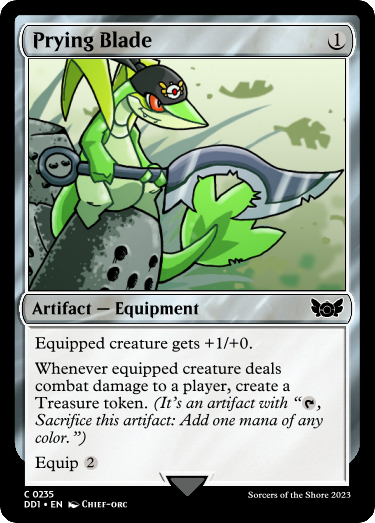 Prying Blade 1
Artifact — Equipment
Equipped creature gets +1/+0.
Whenever equipped creature deals
combat damage to a player, create a
Treasure token. (It's an artifact with “,
Sacrifice this artifact: Add one mana of any
color.”)
Equip 2
C 0235
DD1 • EN Chief-orc
Sorcers of the Shore 2023